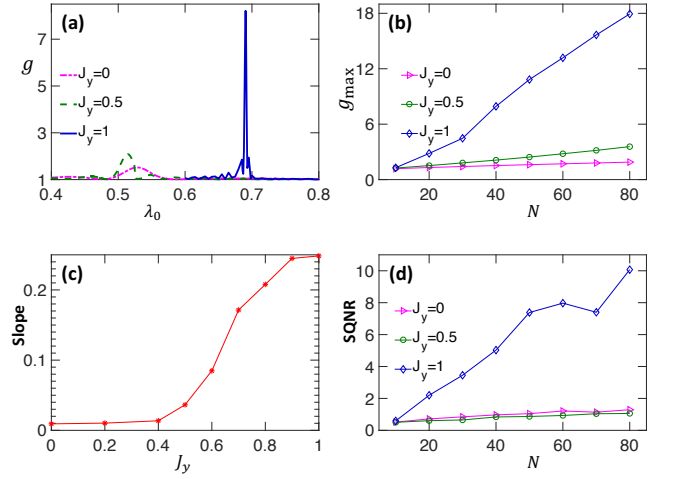 (a)
g
7
5
3
1
J_y=0
J_y=0.5
J_y=1
0.4 0.5 0.6 0.7 0.8
λ_0
(b)
g_max
18
12
6
0
J_y=0
J_y=0.5
J_y=1
20 40 60 80
N
(c)
Slope
0.2
0.1
0
0 0.2 0.4 0.6 0.8 1
J_y
(d)
SQNR
10
8
6
4
2
0
J_y=0
J_y=0.5
J_y=1
20 40 60 80
N